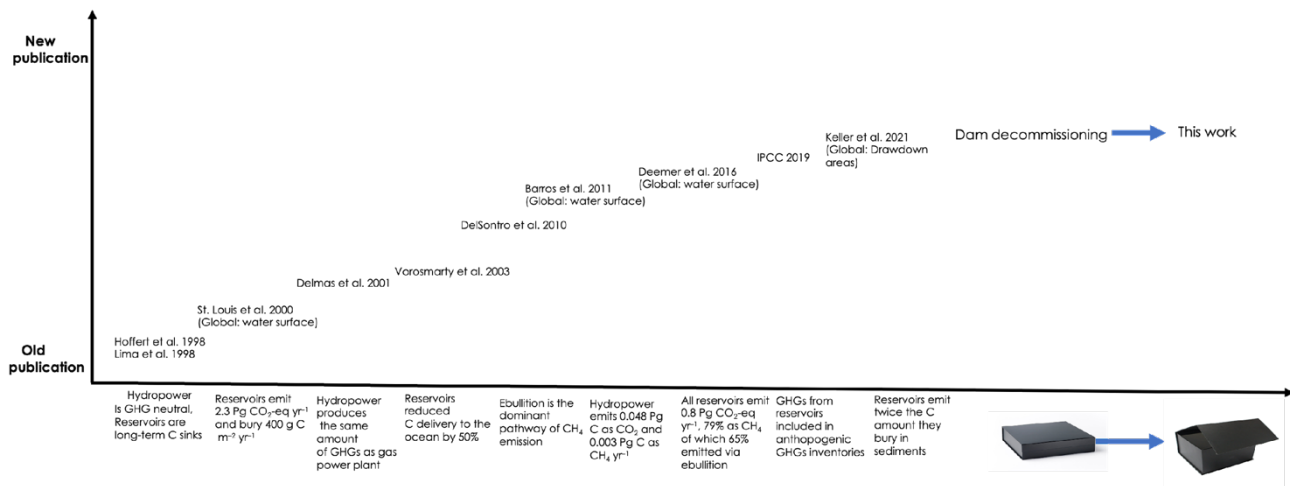 New
publication
Keller et al. 2021
(Global: Drawdown
areas)
Dam decommissioning
This work
IPCC 2019
Deemer et al. 2016
(Global: water surface)
Barros et al. 2011
(Global: water surface)
DelSontro et al. 2010
Vorosmarty et al. 2003
Delmas et al. 2001
St. Louis et al. 2000
(Global: water surface)
Hoffert et al. 1998
Lima et al. 1998
Old
publication
Hydropower
Is GHG neutral,
Reservoirs are
long-term C sinks
Reservoirs emit
2.3 Pg CO₂-eq yr⁻¹
and bury 400 g C
m⁻² yr⁻¹
Hydropower
produces
the same
amount
of GHGs as gas
power plant
Reservoirs
reduced
C delivery to the
ocean by 50%
Ebullition is the
dominant
pathway of CH₄
emission
Hydropower
emits 0.048 Pg
C as CO₂ and
0.003 Pg C as
CH₄ yr⁻¹
All reservoirs emit
0.8 Pg CO₂-eq
yr⁻¹, 79% as CH₄
of which 65%
emitted via
ebullition
GHGs from
reservoirs
included in
anthopogenic
GHGs inventories
Reservoirs emit
twice the C
amount they
bury in
sediments